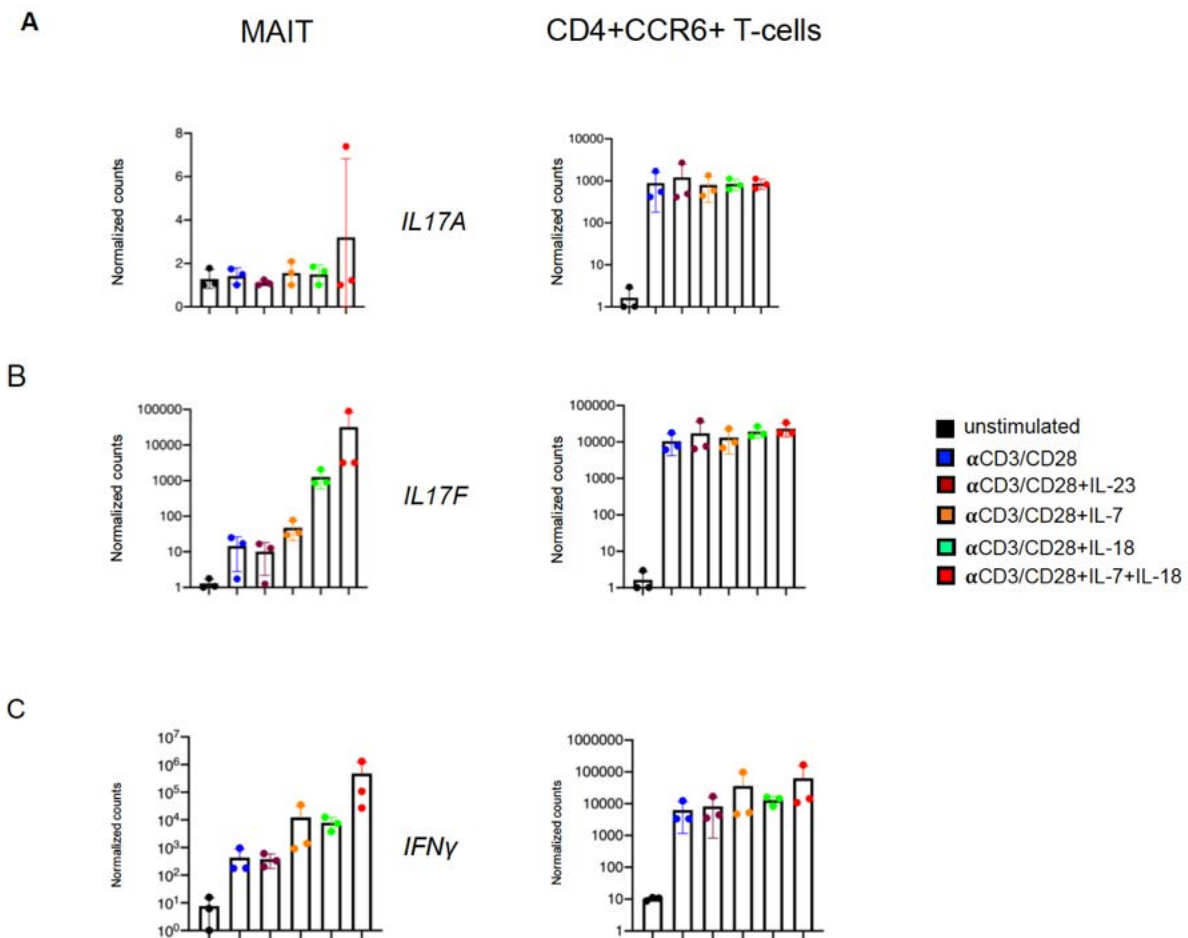 A
MAIT
CD4+CCR6+ T-cells
Normalized counts
8
6
4
2
0
IL17A
Normalized counts
10000
1000
100
10
1
B
Normalized counts
100000
10000
1000
100
10
1
IL17F
Normalized counts
100000
10000
1000
100
10
1
unstimulated
αCD3/CD28
αCD3/CD28+IL-23
αCD3/CD28+IL-7
αCD3/CD28+IL-18
αCD3/CD28+IL-7+IL-18
C
Normalized counts
10⁷
10⁶
10⁵
10⁴
10³
10²
10¹
10⁰
IFNγ
Normalized counts
1000000
100000
10000
1000
100
10
1